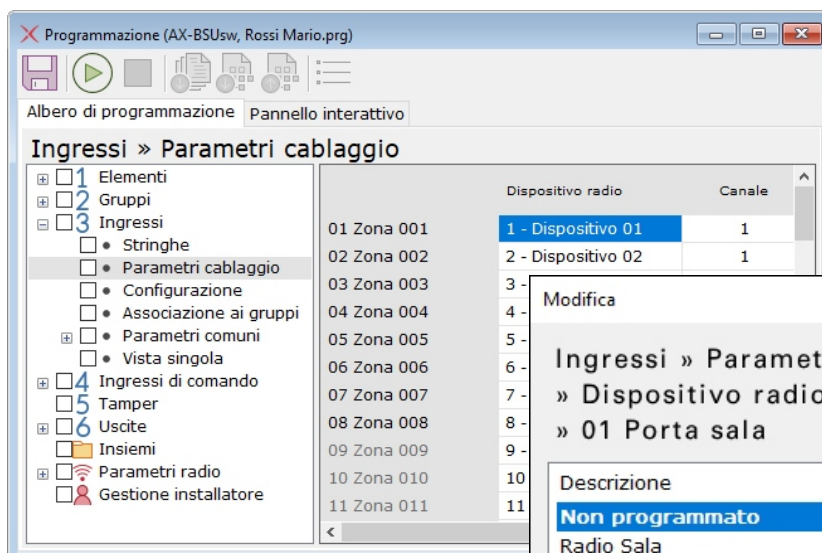 Programmazione (AX-BSUsw, Rossi Mario.prg)
Albero di programmazione Pannello interattivo
Ingressi » Parametri cablaggio
1 Elementi
2 Gruppi
3 Ingressi
• Stringhe
• Parametri cablaggio
• Configurazione
• Associazione ai gruppi
• Parametri comuni
• Vista singola
4 Ingressi di comando
5 Tamper
6 Uscite
Insiemi
Parametri radio
Gestione installatore
Dispositivo radio Canale
01 Zona 001 1 - Dispositivo 01 1
02 Zona 002 2 - Dispositivo 02 1
03 Zona 003 3 -
04 Zona 004 4 -
05 Zona 005 5 -
06 Zona 006 6 -
07 Zona 007 7 -
08 Zona 008 8 -
09 Zona 009 9 -
10 Zona 010 10
11 Zona 011 11
Modifica
Ingressi » Paramet
» Dispositivo radio
» 01 Porta sala
Descrizione
Non programmato
Radio Sala